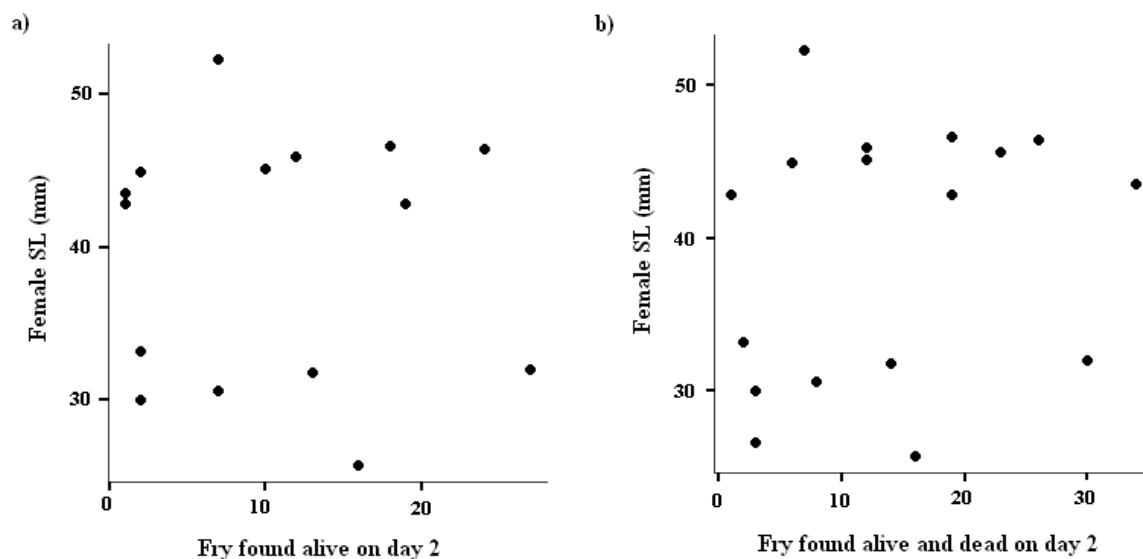 a)
Female SL (mm)
50
40
30
0 10 20
Fry found alive on day 2
b)
Female SL (mm)
50
40
30
0 10 20 30
Fry found alive and dead on day 2